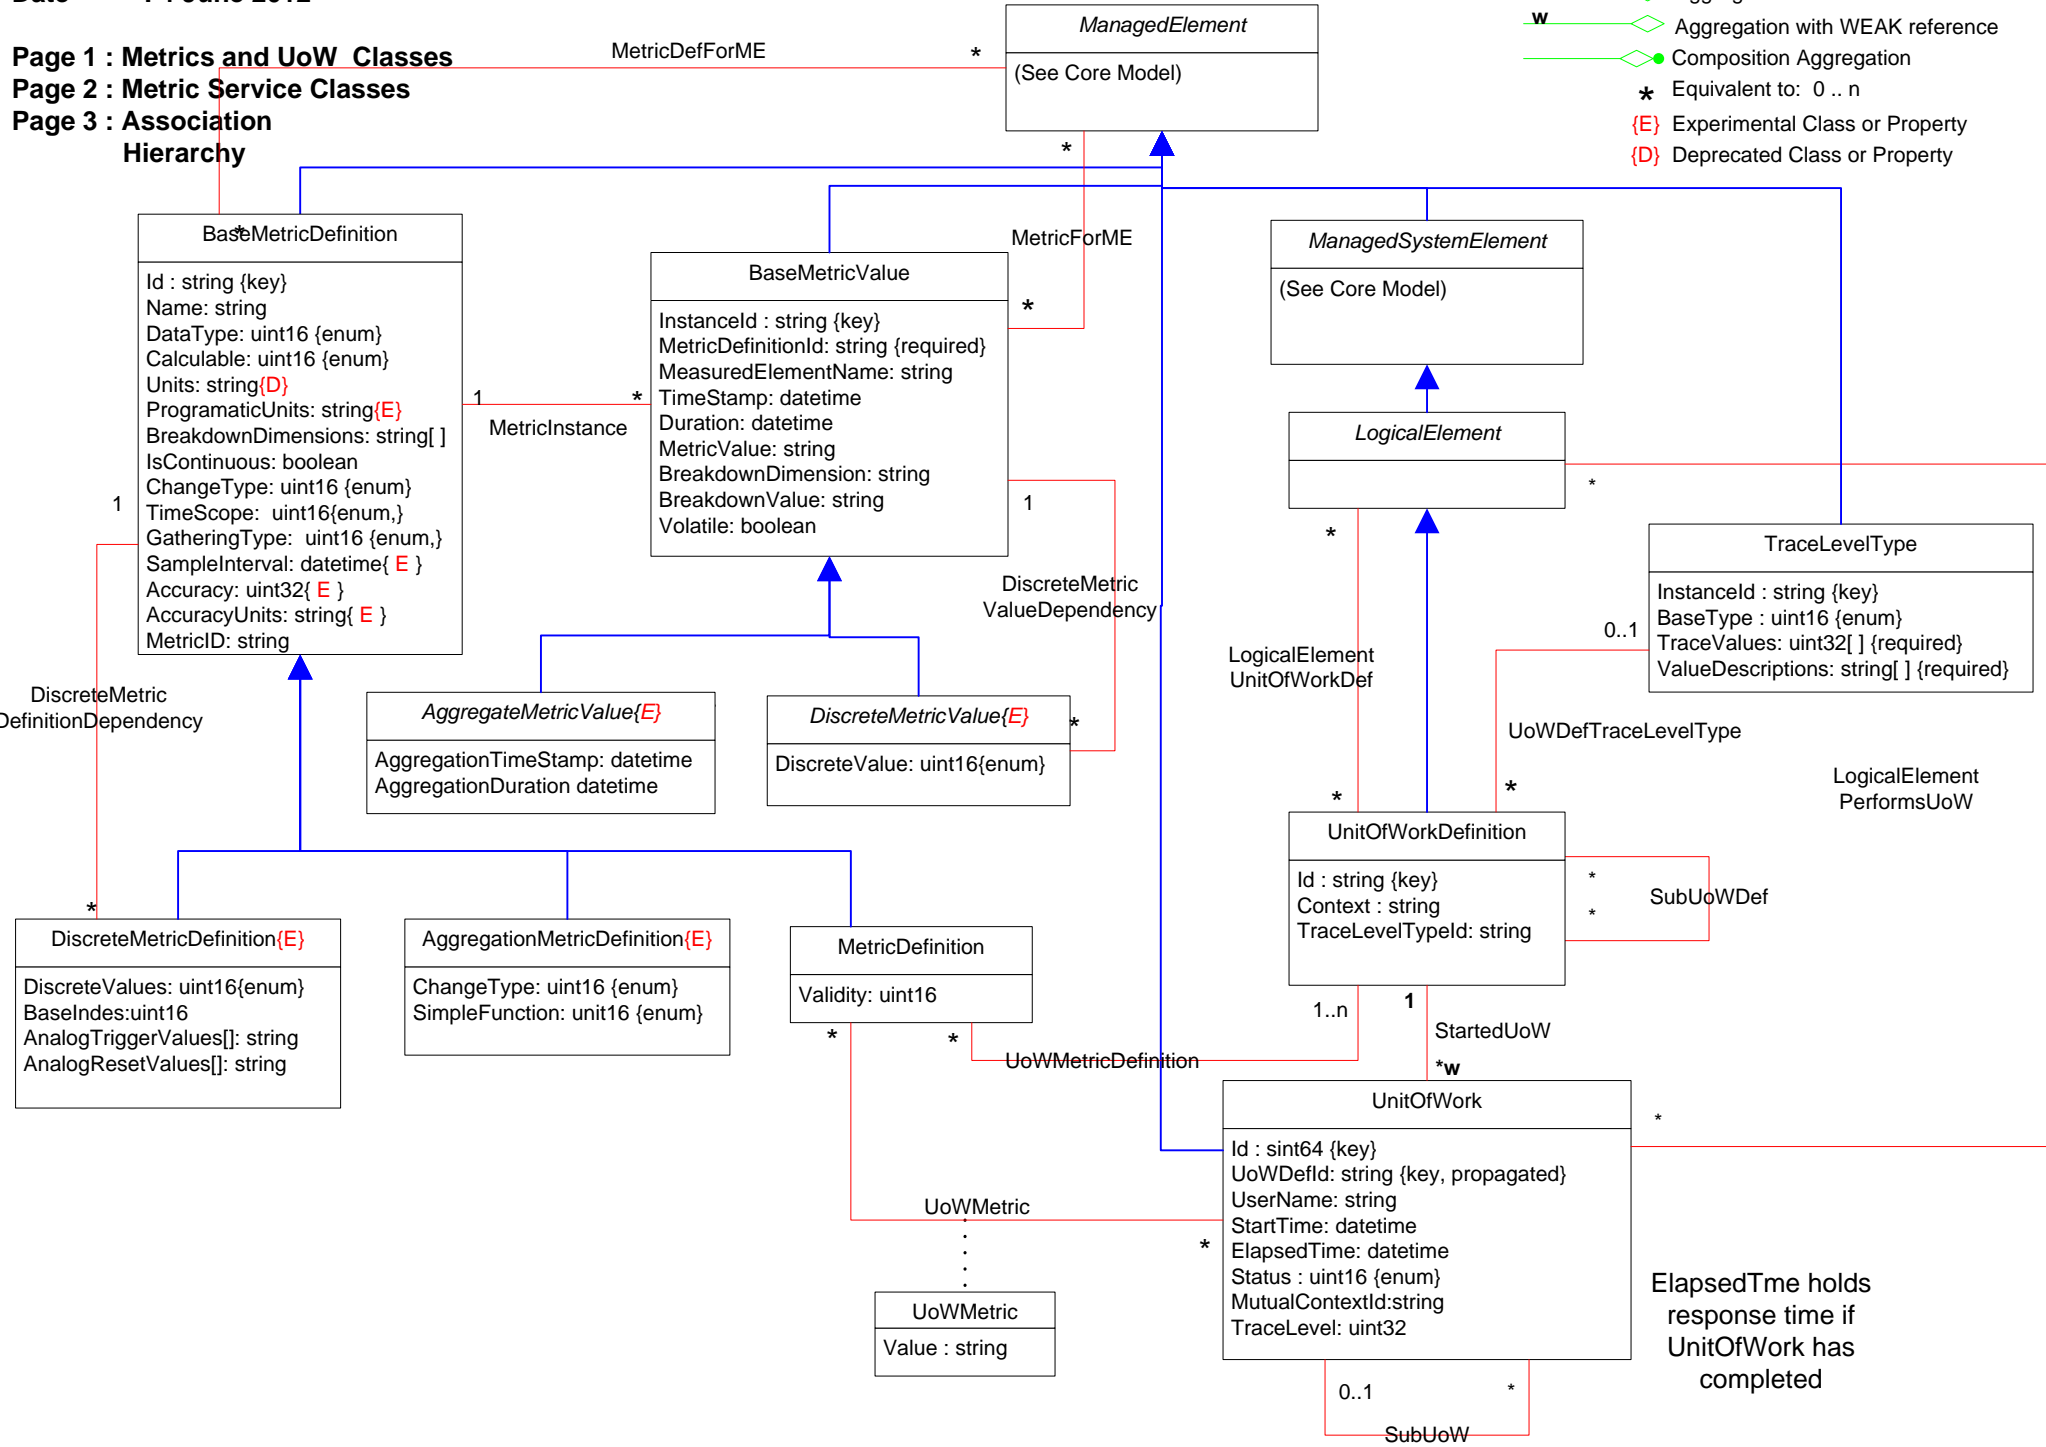 Page 1 : Metrics and UoW  Classes
Page 2 : Metric Service Classes
Page 3 : Association
Hierarchy
w
Aggregation with WEAK reference
Composition Aggregation
* Equivalent to:  0 .. n
{E} Experimental Class or Property
{D} Deprecated Class or Property
ManagedElement
(See Core Model)
MetricDefForME
*
*
*
MetricForME
*
BaseMetricDefinition
Id : string {key}
Name: string
DataType: uint16 {enum}
Calculable: uint16 {enum}
Units: string{D}
ProgramaticUnits: string{E}
BreakdownDimensions: string[ ]
IsContinuous: boolean
ChangeType: uint16 {enum}
TimeScope:  uint16{enum,}
GatheringType:  uint16 {enum,}
SampleInterval: datetime{ E }
Accuracy: uint32{ E }
AccuracyUnits: string{ E }
MetricID: string
1
*
MetricInstance
BaseMetricValue
InstanceId : string {key}
MetricDefinitionId: string {required}
MeasuredElementName: string
TimeStamp: datetime
Duration: datetime
MetricValue: string
BreakdownDimension: string
BreakdownValue: string
Volatile: boolean
1
DiscreteMetric
ValueDependency
*
ManagedSystemElement
(See Core Model)
LogicalElement
*
*
LogicalElement
UnitOfWorkDef
*
TraceLevelType
InstanceId : string {key}
BaseType : uint16 {enum}
TraceValues: uint32[ ] {required}
ValueDescriptions: string[ ] {required}
0..1
UoWDefTraceLevelType
*
LogicalElement
PerformsUoW
1
DiscreteMetric
DefinitionDependency
*
AggregateMetricValue{E}
AggregationTimeStamp: datetime
AggregationDuration datetime
DiscreteMetricValue{E}
DiscreteValue: uint16{enum}
UnitOfWorkDefinition
Id : string {key}
Context : string
TraceLevelTypeId: string
*
*
SubUoWDef
DiscreteMetricDefinition{E}
DiscreteValues: uint16{enum}
BaseIndes:uint16
AnalogTriggerValues[]: string
AnalogResetValues[]: string
AggregationMetricDefinition{E}
ChangeType: uint16 {enum}
SimpleFunction: unit16 {enum}
MetricDefinition
Validity: uint16
*
*
1..n
UoWMetricDefinition
1
StartedUoW
*w
UnitOfWork
Id : sint64 {key}
UoWDefId: string {key, propagated}
UserName: string
StartTime: datetime
ElapsedTime: datetime
Status : uint16 {enum}
MutualContextId:string
TraceLevel: uint32
*
UoWMetric
*
UoWMetric
Value : string
ElapsedTme holds
response time if
UnitOfWork has
completed
0..1
*
SubUoW